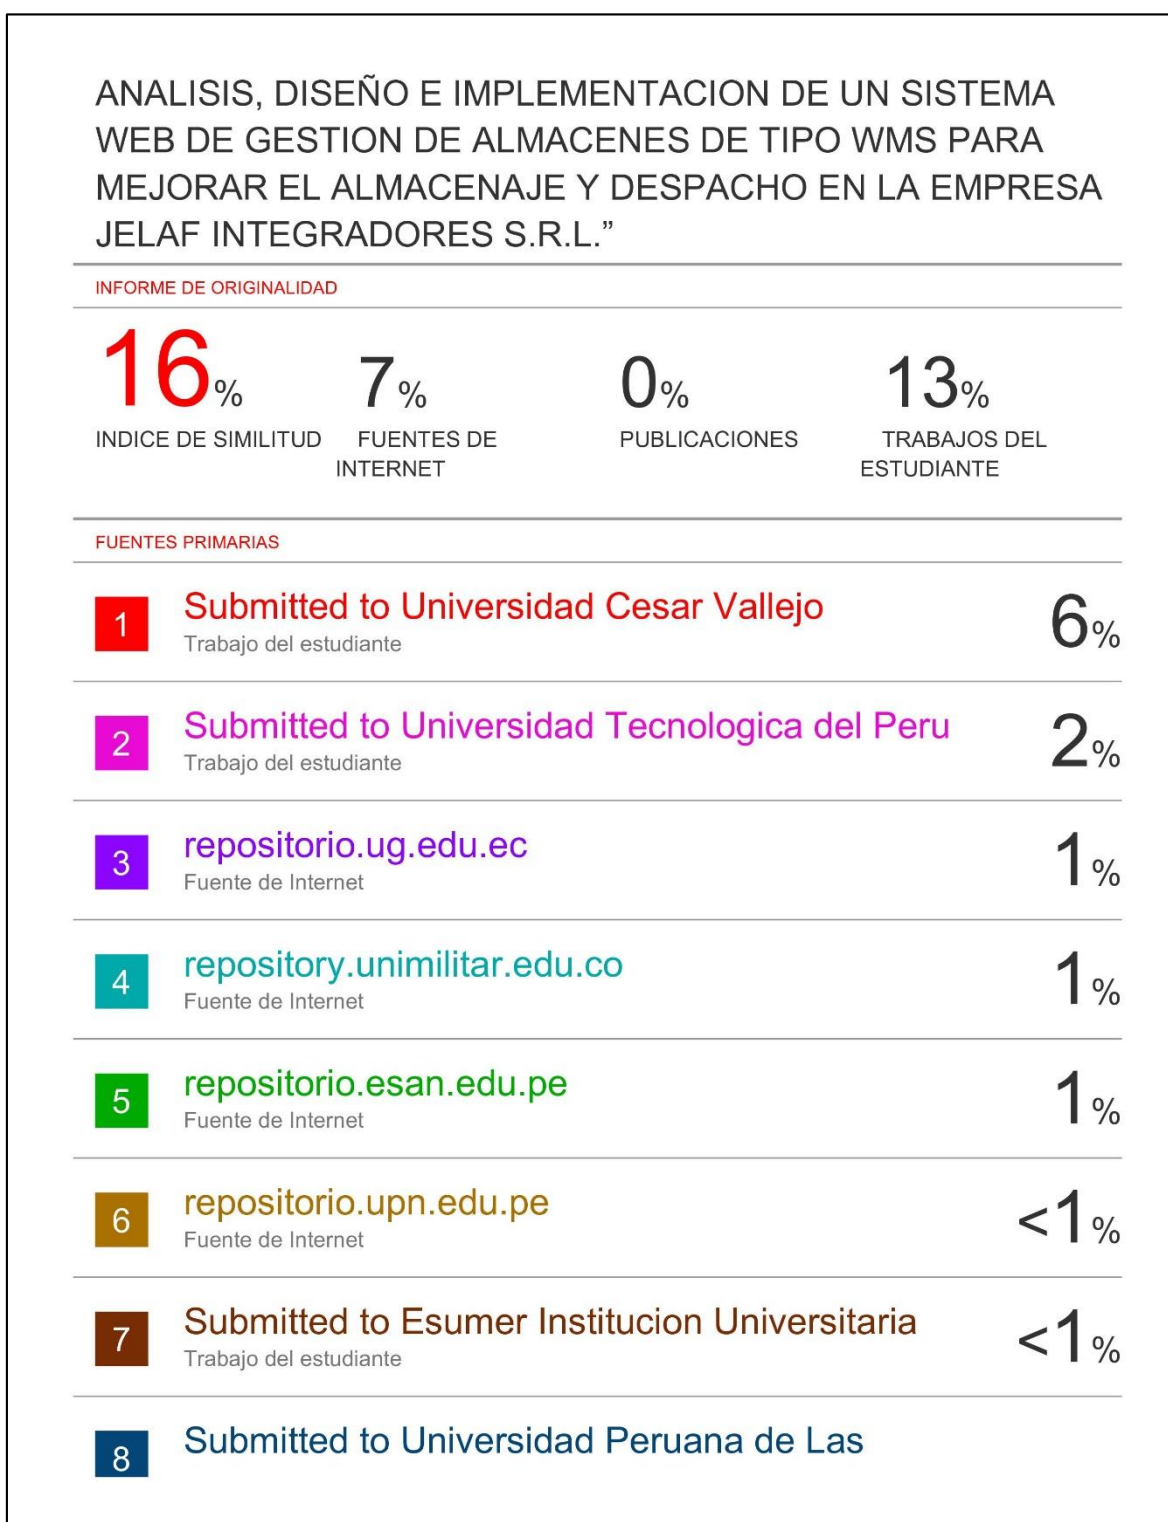 ANALISIS, DISEÑO E IMPLEMENTACION DE UN SISTEMA
WEB DE GESTION DE ALMACENES DE TIPO WMS PARA
MEJORAR EL ALMACENAJE Y DESPACHO EN LA EMPRESA
JELAF INTEGRADORES S.R.L.”
INFORME DE ORIGINALIDAD
16% 7% 0% 13%
INDICE DE SIMILITUD FUENTES DE PUBLICACIONES TRABAJOS DEL
INTERNET ESTUDIANTE
FUENTES PRIMARIAS
1 Submitted to Universidad Cesar Vallejo 6%
Trabajo del estudiante
2 Submitted to Universidad Tecnologica del Peru 2%
Trabajo del estudiante
3 repositorio.ug.edu.ec 1%
Fuente de Internet
4 repository.unimilitar.edu.co 1%
Fuente de Internet
5 repositorio.esan.edu.pe 1%
Fuente de Internet
6 repositorio.upn.edu.pe <1%
Fuente de Internet
7 Submitted to Esumer Institucion Universitaria <1%
Trabajo del estudiante
8 Submitted to Universidad Peruana de Las